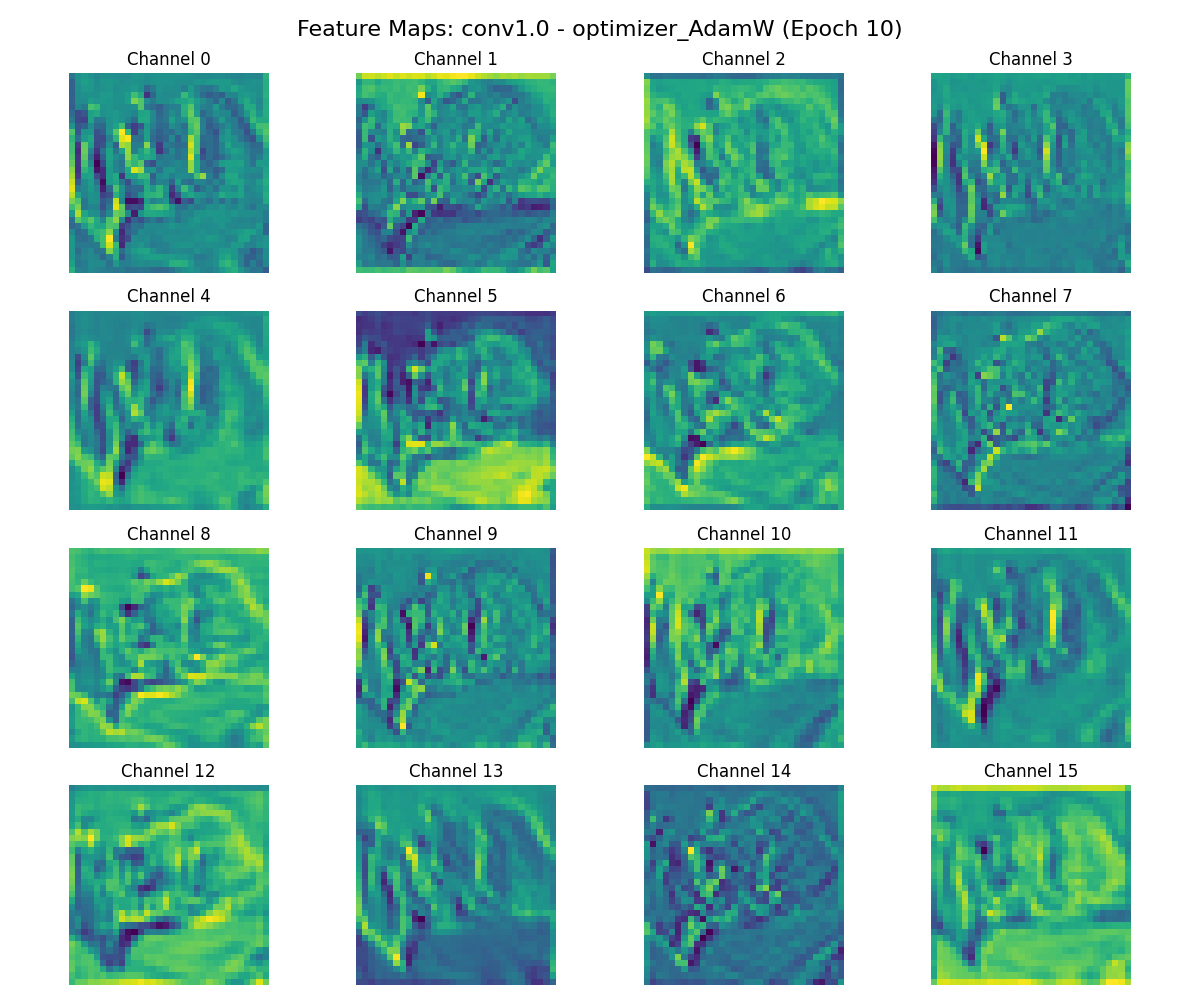 Feature Maps: conv1.0 - optimizer_AdamW (Epoch 10)
Channel 0 Channel 1 Channel 2 Channel 3
Channel 4 Channel 5 Channel 6 Channel 7
Channel 8 Channel 9 Channel 10 Channel 11
Channel 12 Channel 13 Channel 14 Channel 15